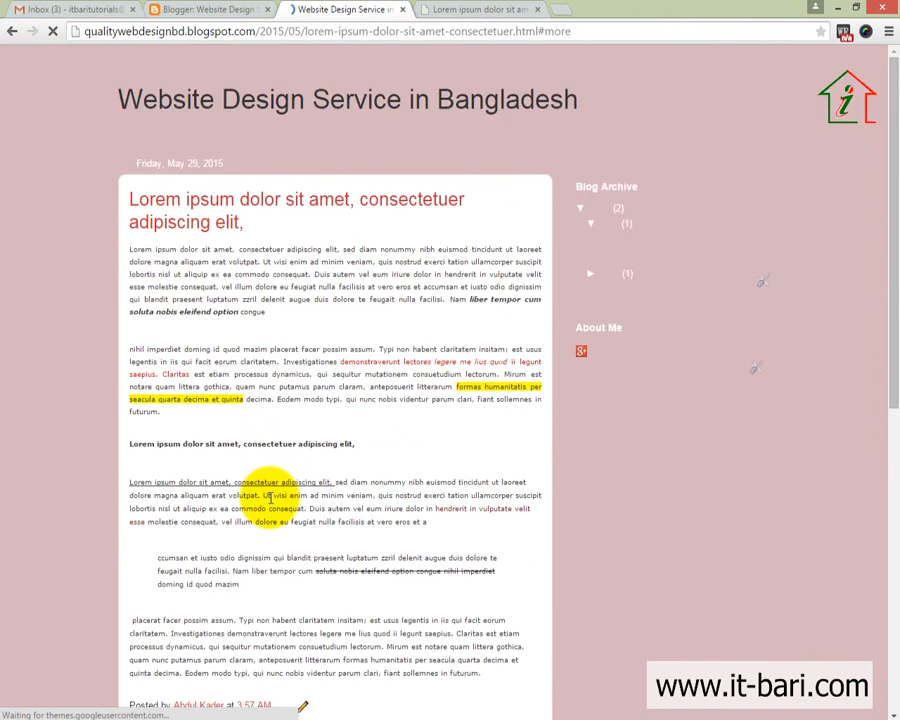 Inbox (3) - itbaritutorials@
Blogger: Website Design S
Website Design Service in
Lorem ipsum dolor sit am
qualitywebdesignbd.blogspot.com/2015/05/lorem-ipsum-dolor-sit-amet-consectetuer.html#more
Website Design Service in Bangladesh
Friday, May 29, 2015
Lorem ipsum dolor sit amet, consectetuer
adipiscing elit,
Lorem ipsum dolor sit amet, consectetuer adipiscing elit, sed diam nonummy nibh euismod tincidunt ut laoreet
dolore magna aliquam erat volutpat. Ut wisi enim ad minim veniam, quis nostrud exerci tation ullamcorper suscipit
lobortis nisl ut aliquip ex ea commodo consequat. Duis autem vel eum iriure dolor in hendrerit in vulputate velit
esse molestie consequat, vel illum dolore eu feugiat nulla facilisis at vero eros et accumsan et iusto odio dignissim
qui blandit praesent luptatum zzril delenit augue duis dolore te feugait nulla facilisi. Nam liber tempor cum
soluta nobis eleifend option congue
nihil imperdiet doming id quod mazim placerat facer possim assum. Typi non habent claritatem insitam; est usus
legentis in iis qui facit eorum claritatem. Investigationes demonstraverunt lectores legere me lius quod ii legunt
saepius. Claritas est etiam processus dynamicus, qui sequitur mutationem consuetudium lectorum. Mirum est
notare quam littera gothica, quam nunc putamus parum claram, anteposuerit litterarum formas humanitatis per
seacula quarta decima et quinta decima. Eodem modo typi, qui nunc nobis videntur parum clari, fiant sollemnes in
futurum.
Lorem ipsum dolor sit amet, consectetuer adipiscing elit,
Lorem ipsum dolor sit amet, consectetuer adipiscing elit, sed diam nonummy nibh euismod tincidunt ut laoreet
dolore magna aliquam erat volutpat. Ut wisi enim ad minim veniam, quis nostrud exerci tation ullamcorper suscipit
lobortis nisl ut aliquip ex ea commodo consequat. Duis autem vel eum iriure dolor in hendrerit in vulputate velit
esse molestie consequat, vel illum dolore eu feugiat nulla facilisis at vero eros et a
ccumsan et iusto odio dignissim qui blandit praesent luptatum zzril delenit augue duis dolore te
feugait nulla facilisi. Nam liber tempor cum soluta nobis eleifend option congue nihil imperdiet
doming id quod mazim
placerat facer possim assum. Typi non habent claritatem insitam; est usus legentis in iis qui facit eorum
claritatem. Investigationes demonstraverunt lectores legere me lius quod ii legunt saepius. Claritas est etiam
processus dynamicus, qui sequitur mutationem consuetudium lectorum. Mirum est notare quam littera gothica,
quam nunc putamus parum claram, anteposuerit litterarum formas humanitatis per seacula quarta decima et
quinta decima. Eodem modo typi, qui nunc nobis videntur parum clari, fiant sollemnes in futurum.
Posted by Abdul Kader at 3:57 AM
Blog Archive
▼ (2)
▼ (1)
► (1)
About Me
www.it-bari.com
Waiting for themes.googleusercontent.com...